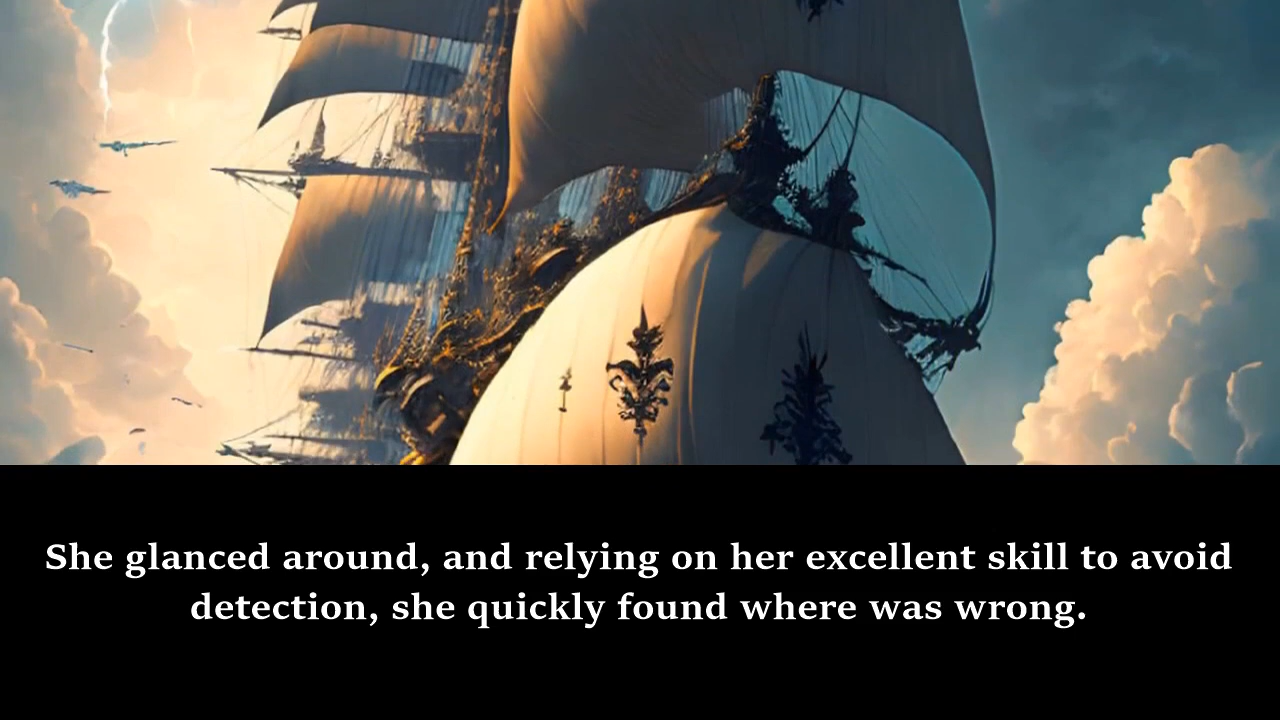 She glanced around, and relying on her excellent skill to avoid
detection, she quickly found where was wrong.